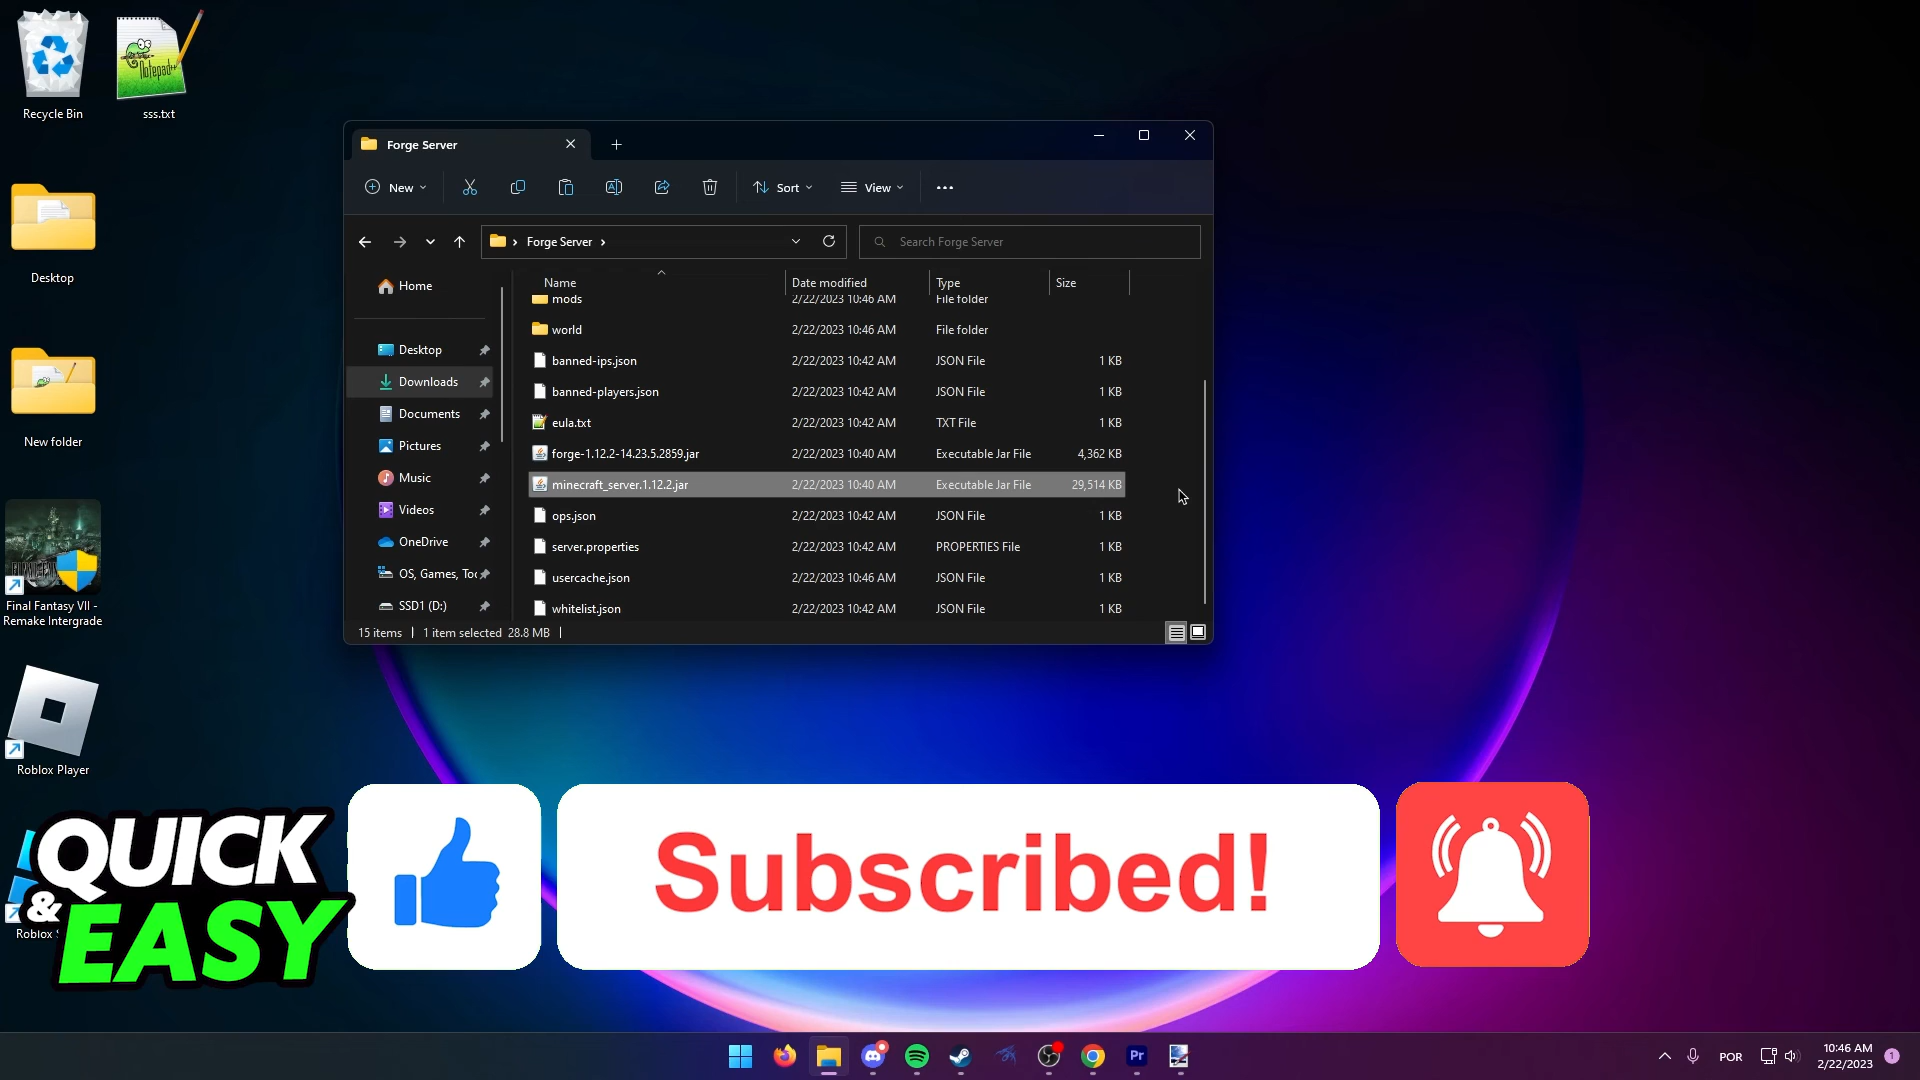 Recycle Bin
Notepad++
sss.txt
Desktop
New folder
Final Fantasy VII -
Remake Intergrade
Roblox Player
Roblox S
Forge Server
New
Sort
View
Forge Server
Search Forge Server
Home
Desktop
Downloads
Documents
Pictures
Music
Videos
OneDrive
OS, Games, Too
SSD1 (D:)
Name Date modified Type Size
mods 2/22/2023 10:46 AM File folder
world 2/22/2023 10:46 AM File folder
banned-ips.json 2/22/2023 10:42 AM JSON File 1 KB
banned-players.json 2/22/2023 10:42 AM JSON File 1 KB
eula.txt 2/22/2023 10:42 AM TXT File 1 KB
forge-1.12.2-14.23.5.2859.jar 2/22/2023 10:40 AM Executable Jar File 4,362 KB
minecraft_server.1.12.2.jar 2/22/2023 10:40 AM Executable Jar File 29,514 KB
ops.json 2/22/2023 10:42 AM JSON File 1 KB
server.properties 2/22/2023 10:42 AM PROPERTIES File 1 KB
usercache.json 2/22/2023 10:46 AM JSON File 1 KB
whitelist.json 2/22/2023 10:42 AM JSON File 1 KB
15 items 1 item selected 28.8 MB
QUICK
& EASY
Subscribed!
Pr
POR
10:46 AM
2/22/2023
1